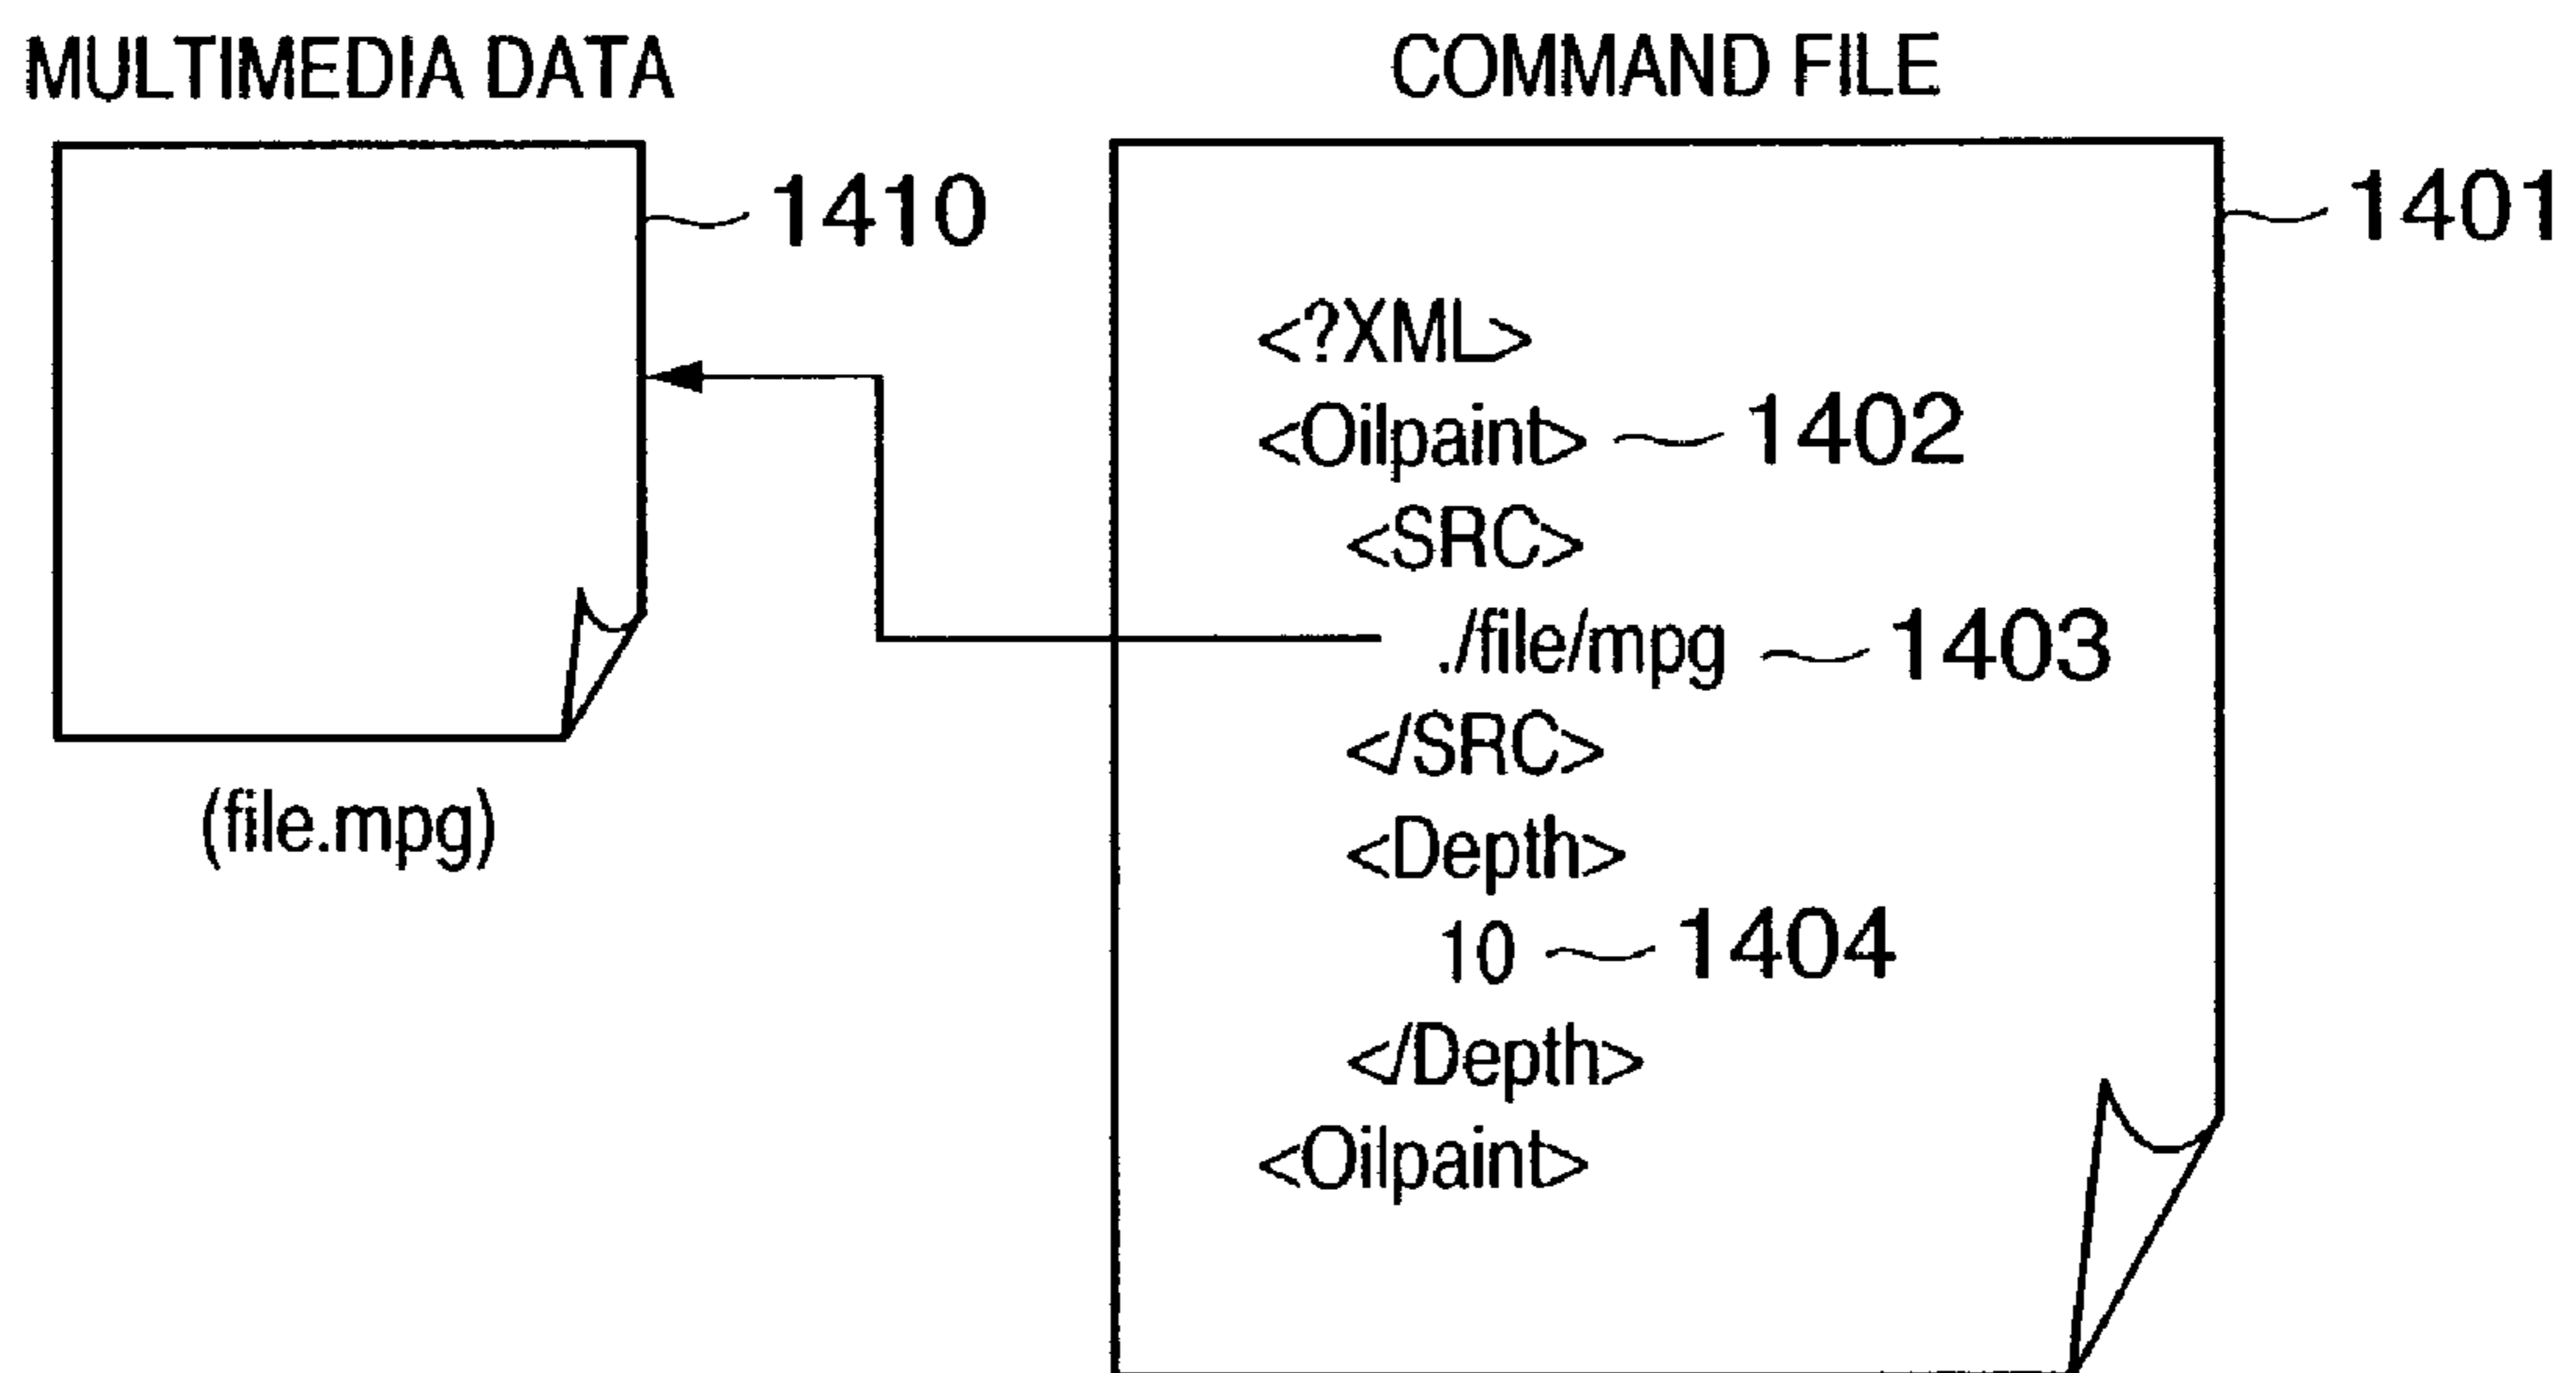 MULTIMEDIA DATA
1410
(file.mpg)
COMMAND FILE
1401
<?XML>
<Oilpaint> 1402
<SRC>
./file/mpg 1403
</SRC>
<Depth>
10 1404
</Depth>
<Oilpaint>